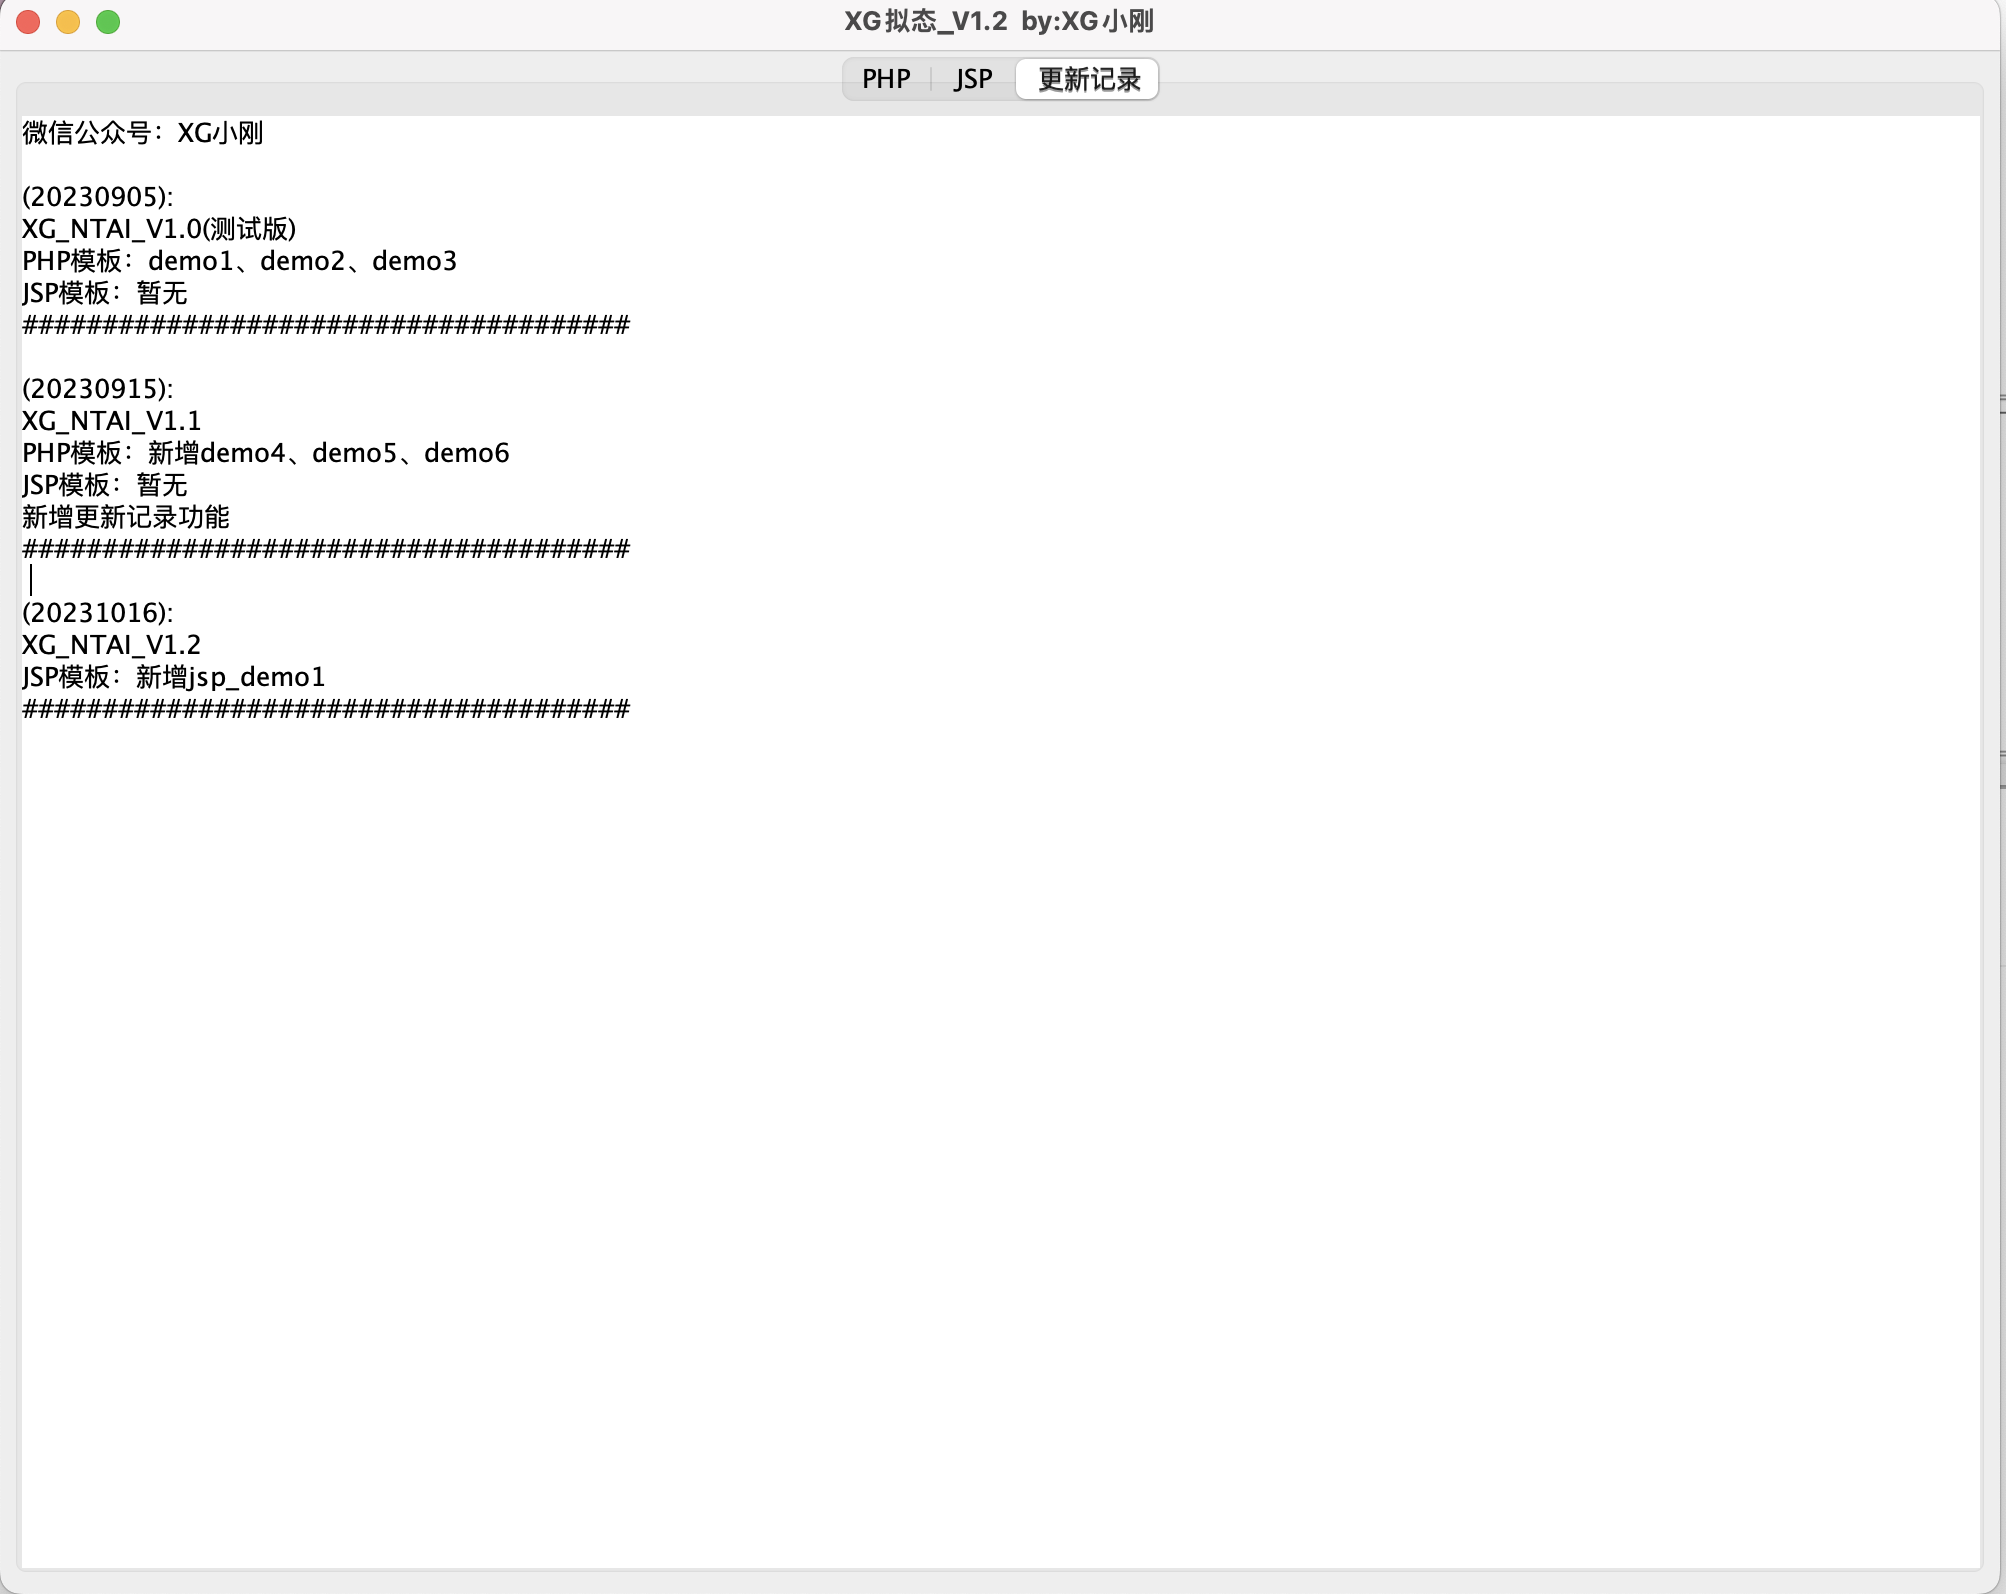 XG拟态_V1.2 by:XG小刚
PHP
JSP
更新记录
微信公众号：XG小刚
(20230905):
XG_NTAI_V1.0(测试版)
PHP模板：demo1、demo2、demo3
JSP模板：暂无
######################################
(20230915):
XG_NTAI_V1.1
PHP模板：新增demo4、demo5、demo6
JSP模板：暂无
新增更新记录功能
######################################
(20231016):
XG_NTAI_V1.2
JSP模板：新增jsp_demo1
######################################